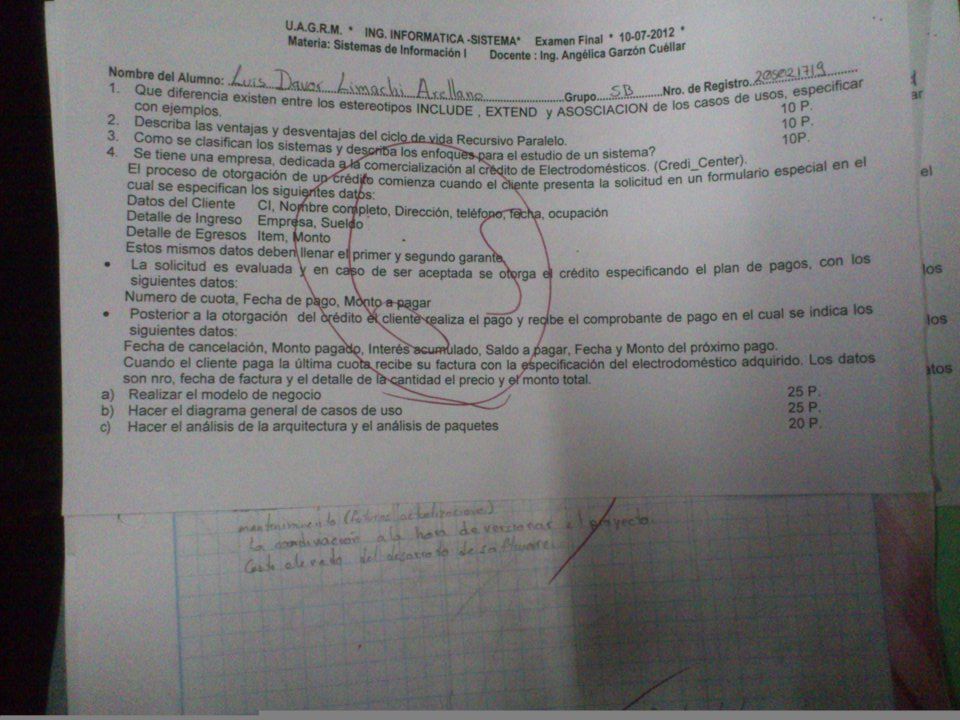 U.A.G.R.M. * ING. INFORMATICA -SISTEMA* Examen Final * 10-07-2012 *
Materia: Sistemas de Información I Docente : Ing. Angélica Garzón Cuéllar
Nombre del Alumno: Luis Davor Limachi Arellano Grupo SB Nro. de Registro 205021719
1. Que diferencia existen entre los estereotipos INCLUDE , EXTEND y ASOSCIACION de los casos de usos, especificar
con ejemplos. 10 P.
2. Describa las ventajas y desventajas del ciclo de vida Recursivo Paralelo. 10 P.
3. Como se clasifican los sistemas y describa los enfoques para el estudio de un sistema? 10P.
4. Se tiene una empresa, dedicada a la comercialización al crédito de Electrodomésticos. (Credi_Center).
El proceso de otorgación de un crédito comienza cuando el cliente presenta la solicitud en un formulario especial en el
cual se especifican los siguientes datos:
Datos del Cliente CI, Nombre completo, Dirección, teléfono, fecha, ocupación
Detalle de Ingreso Empresa, Sueldo
Detalle de Egresos Item, Monto
Estos mismos datos deben llenar el primer y segundo garante
• La solicitud es evaluada y en caso de ser aceptada se otorga el crédito especificando el plan de pagos, con los
siguientes datos:
Numero de cuota, Fecha de pago, Monto a pagar
• Posterior a la otorgación del crédito el cliente realiza el pago y recibe el comprobante de pago en el cual se indica los
siguientes datos:
Fecha de cancelación, Monto pagado, Interés acumulado, Saldo a pagar, Fecha y Monto del próximo pago.
Cuando el cliente paga la última cuota recibe su factura con la especificación del electrodoméstico adquirido. Los datos
son nro, fecha de factura y el detalle de la cantidad el precio y el monto total.
a) Realizar el modelo de negocio 25 P.
b) Hacer el diagrama general de casos de uso 25 P.
c) Hacer el análisis de la arquitectura y el análisis de paquetes 20 P.
ar
el
los
los
atos
mantenimiento (futuras actualizaciones)
la a la hora de versionar el proyecto.
Costo elevado del desarrollo de software.